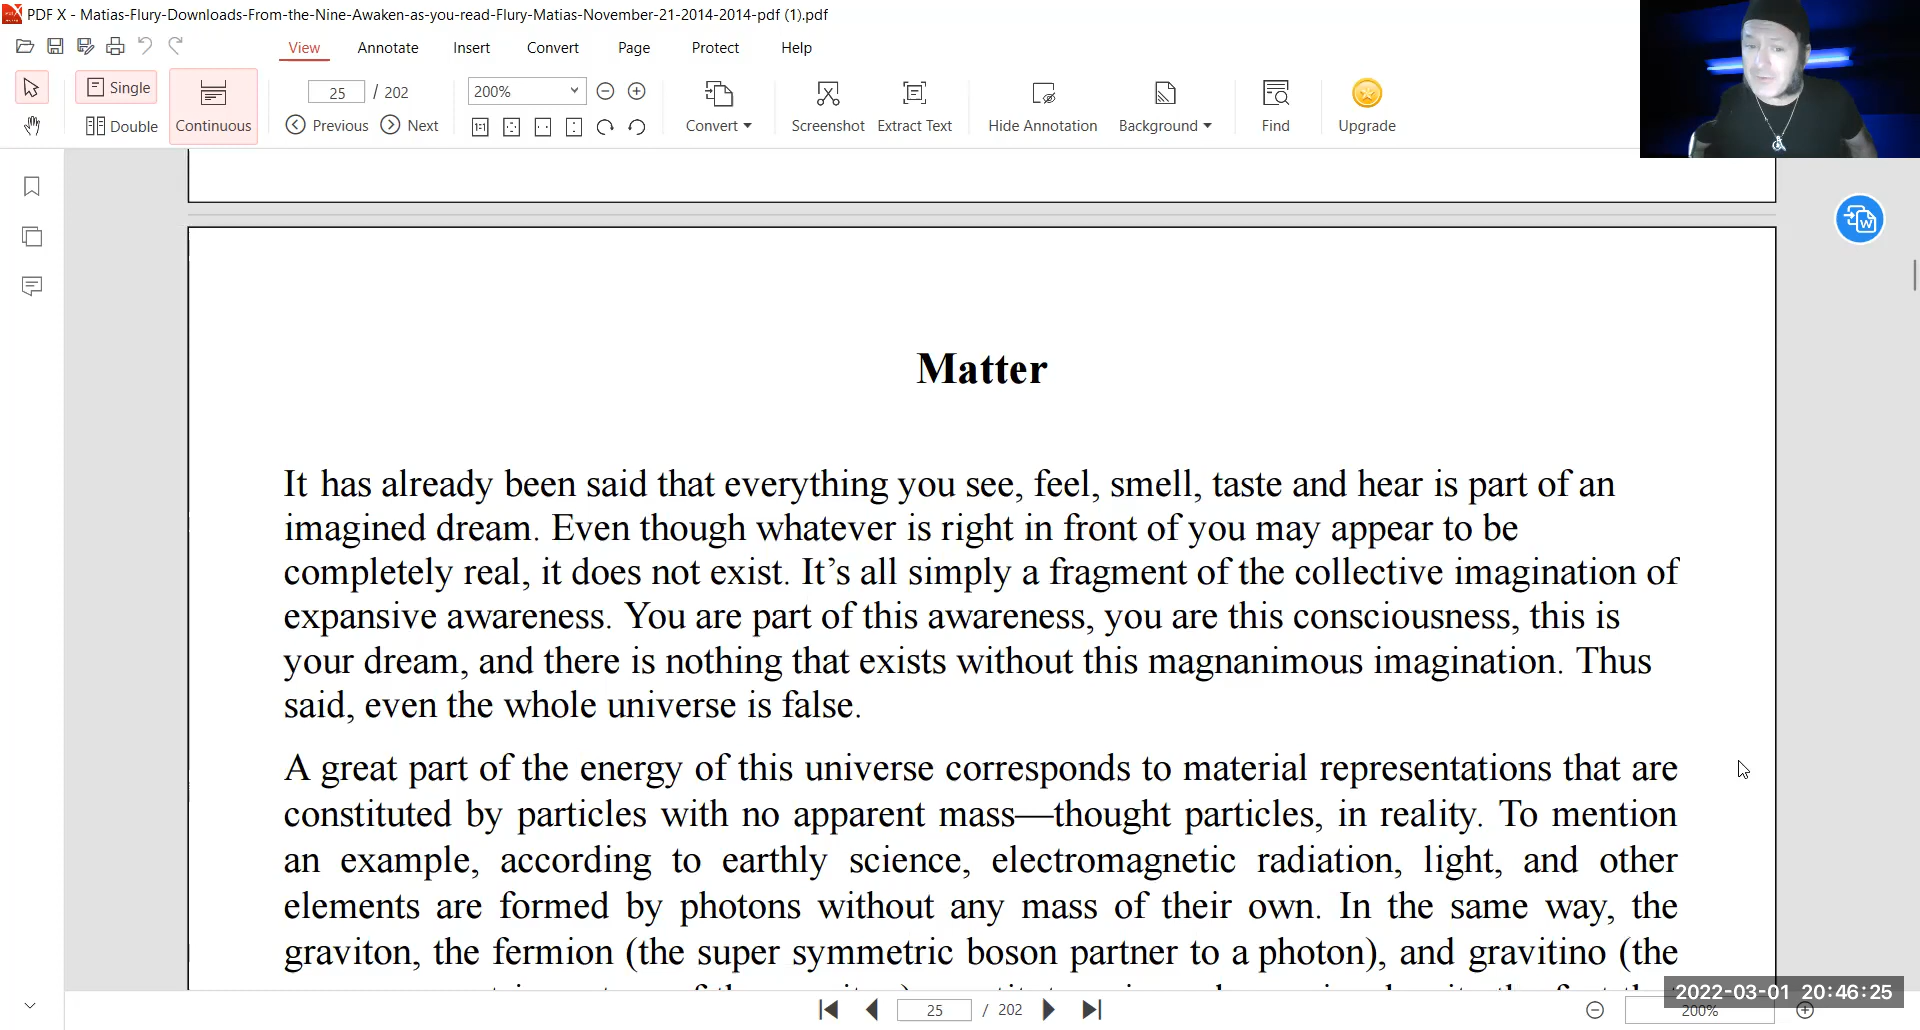 PDF X - Matias-Flury-Downloads-From-the-Nine-Awaken-as-you-read-Flury-Matias-November-21-2014-2014-pdf (1).pdf
View Annotate Insert Convert Page Protect Help
Single
Double
Continuous
25 / 202
Previous Next
200%
Convert
Screenshot
Extract Text
Hide Annotation
Background
Find
Upgrade
Matter
It has already been said that everything you see, feel, smell, taste and hear is part of an
imagined dream. Even though whatever is right in front of you may appear to be
completely real, it does not exist. It’s all simply a fragment of the collective imagination of
expansive awareness. You are part of this awareness, you are this consciousness, this is
your dream, and there is nothing that exists without this magnanimous imagination. Thus
said, even the whole universe is false.
A great part of the energy of this universe corresponds to material representations that are
constituted by particles with no apparent mass—thought particles, in reality. To mention
an example, according to earthly science, electromagnetic radiation, light, and other
elements are formed by photons without any mass of their own. In the same way, the
graviton, the fermion (the super symmetric boson partner to a photon), and gravitino (the
25 / 202
2022-03-01 20:46:25
200%